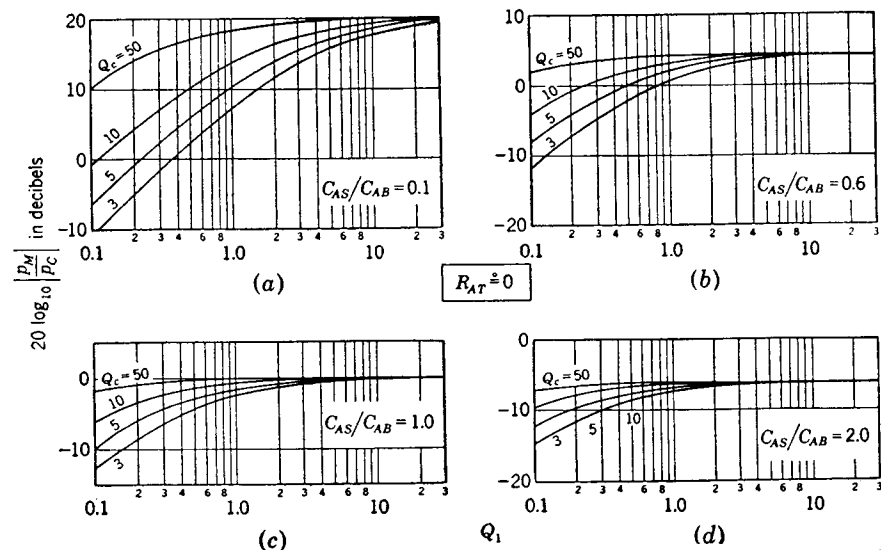 20 log₁₀ |p_M/p_C| in decibels
20
10
0
-10
Q_c = 50
10
5
3
C_AS/C_AB = 0.1
0.1 2 3 4 6 8 1.0 2 3 4 6 8 10 3
(a)
10
0
-10
-20
Q_c = 50
10
5
3
C_AS/C_AB = 0.6
0.1 2 3 4 6 8 1.0 2 3 4 6 8 10 2 3
(b)
R_AT ≐ 0
0
-10
Q_c = 50
10
5
3
C_AS/C_AB = 1.0
0.1 2 3 4 6 8 1.0 2 3 4 6 8 10 3
(c)
0
-10
-20
Q_c = 50
10
5
3
C_AS/C_AB = 2.0
0.1 2 3 4 6 8 1.0 2 3 4 6 8 10 3
(d)
Q₁